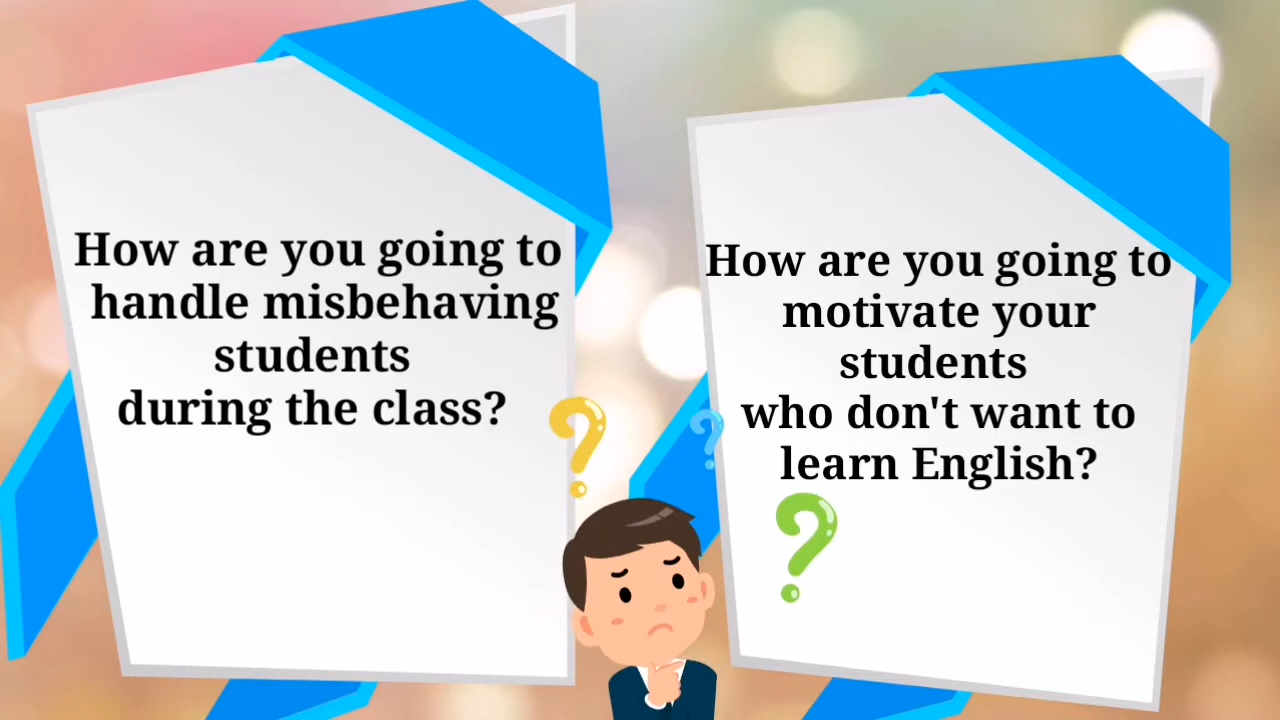 How are you going to
handle misbehaving
students
during the class?
How are you going to
motivate your
students
who don't want to
learn English?